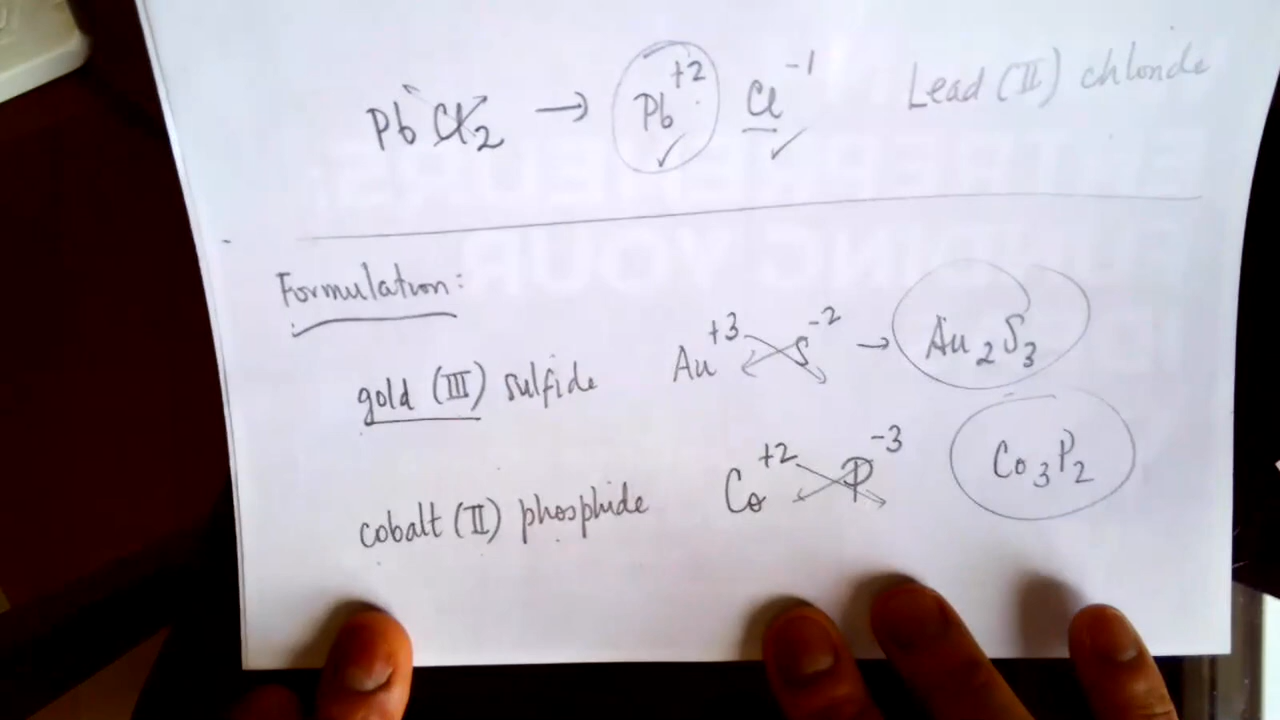 PbCl₂ → Pb⁺² Cl⁻¹ Lead (II) chloride
Formulation:
gold (III) sulfide Au⁺³ S⁻² → Au₂S₃
cobalt (II) phosphide Co⁺² P⁻³ Co₃P₂